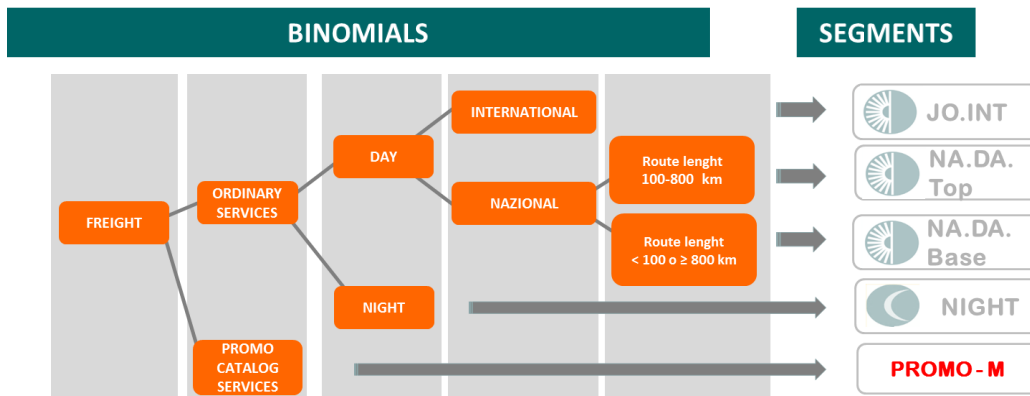 BINOMIALS
SEGMENTS
FREIGHT
ORDINARY
SERVICES
PROMO
CATALOG
SERVICES
DAY
NIGHT
INTERNATIONAL
NAZIONAL
Route lenght
100-800 km
Route lenght
< 100 o ≥ 800 km
JO.INT
NA.DA.
Top
NA.DA.
Base
NIGHT
PROMO - M